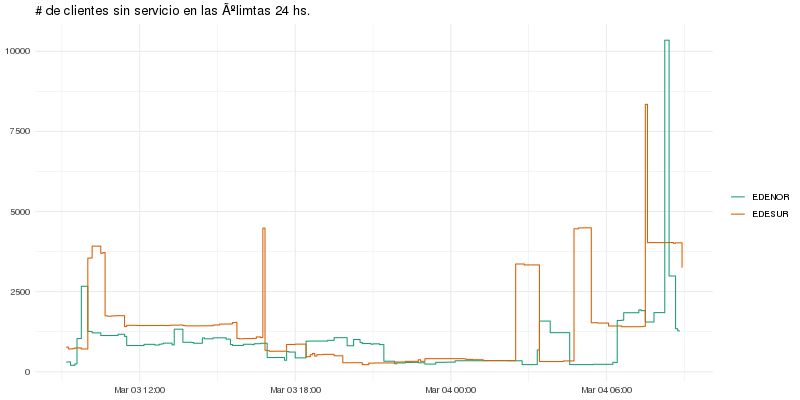 # de clientes sin servicio en las Ãºlimtas 24 hs.
10000
7500
5000
2500
0
Mar 03 12:00
Mar 03 18:00
Mar 04 00:00
Mar 04 06:00
EDENOR
EDESUR